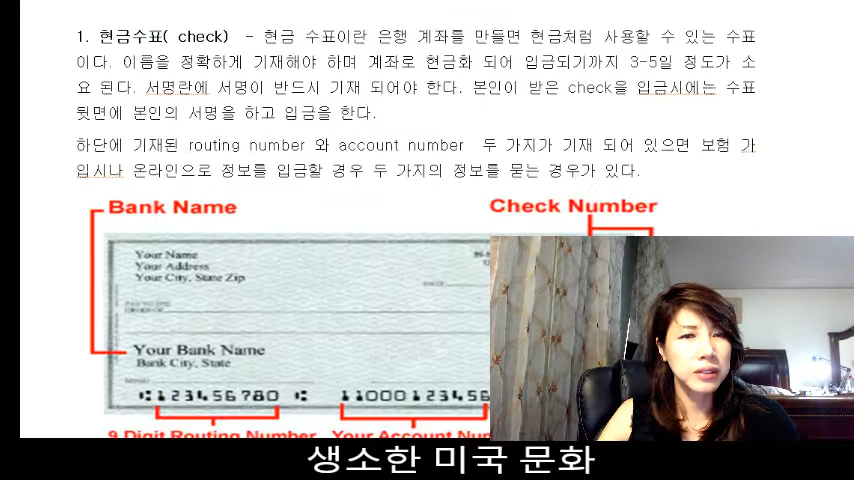 1. 현금수표( check) - 현금 수표이란 은행 계좌를 만들면 현금처럼 사용할 수 있는 수표
이다. 이름을 정확하게 기재해야 하며 계좌로 현금화 되어 입금되기까지 3-5일 정도가 소
요 된다. 서명란에 서명이 반드시 기재 되어야 한다. 본인이 받은 check을 입금시에는 수표
뒷면에 본인의 서명을 하고 입금을 한다.
하단에 기재된 routing number 와 account number 두 가지가 기재 되어 있으면 보험 가
입시나 온라인으로 정보를 입금할 경우 두 가지의 정보를 묻는 경우가 있다.
Bank Name
Check Number
Your Name
Your Address
Your City, State Zip
DATE
Your Bank Name
Bank City, State
123456780
11000123456
9 Digit Routing Number
Your Account
생소한 미국 문화